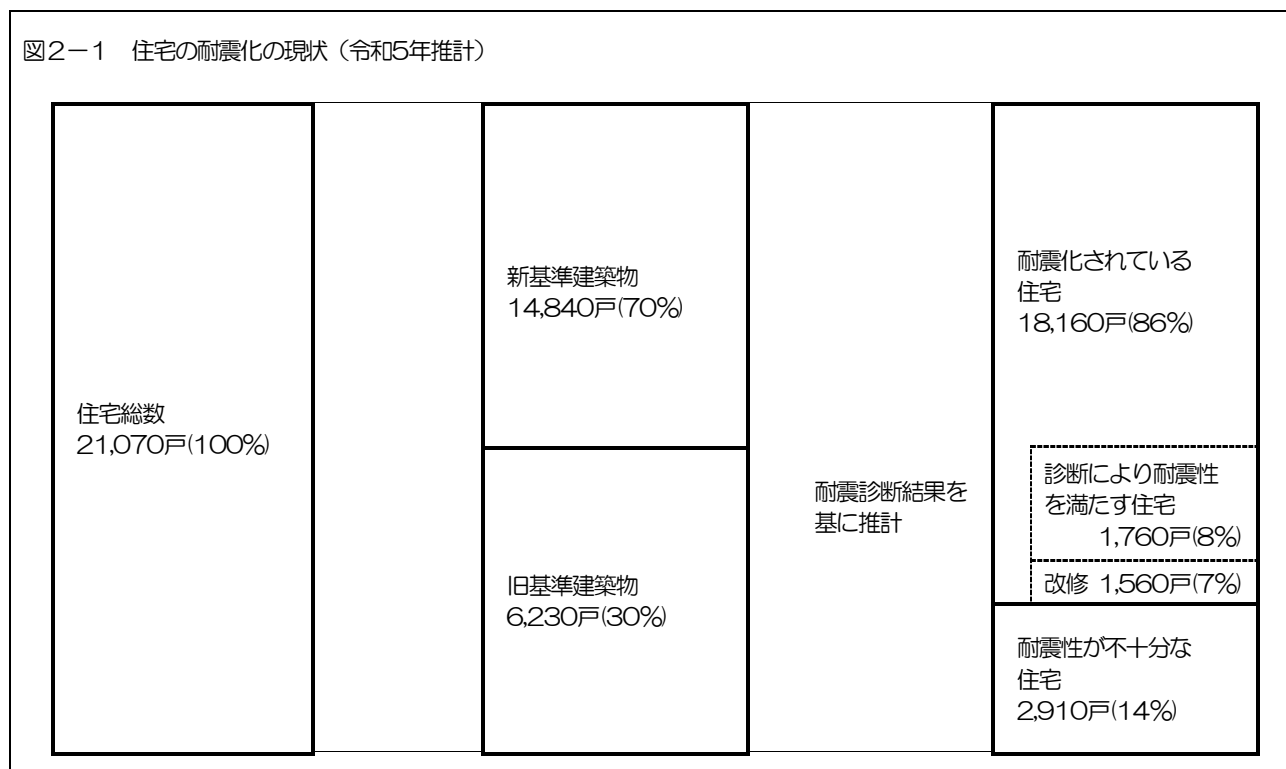 図2-1 住宅の耐震化の現状(令和5年推計)
住宅総数
21,070戸(100%)
新基準建築物
14,840戸(70%)
旧基準建築物
6,230戸(30%)
耐震診断結果を
基に推計
耐震化されている
住宅
18,160戸(86%)
診断により耐震性
を満たす住宅
1,760戸(8%)
改修 1,560戸(7%)
耐震性が不十分な
住宅
2,910戸(14%)